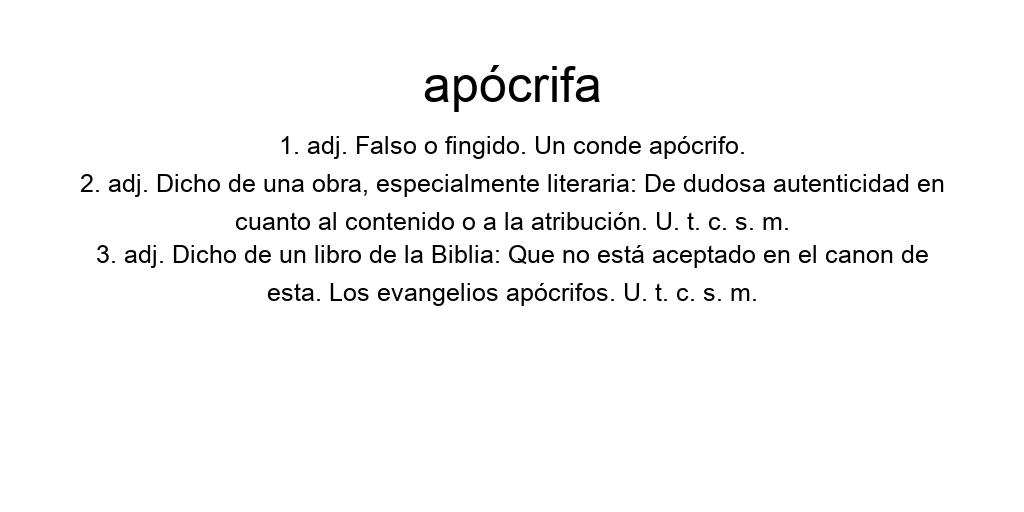 apócrifa
1. adj. Falso o fingido. Un conde apócrifo.
2. adj. Dicho de una obra, especialmente literaria: De dudosa autenticidad en
cuanto al contenido o a la atribución. U. t. c. s. m.
3. adj. Dicho de un libro de la Biblia: Que no está aceptado en el canon de
esta. Los evangelios apócrifos. U. t. c. s. m.